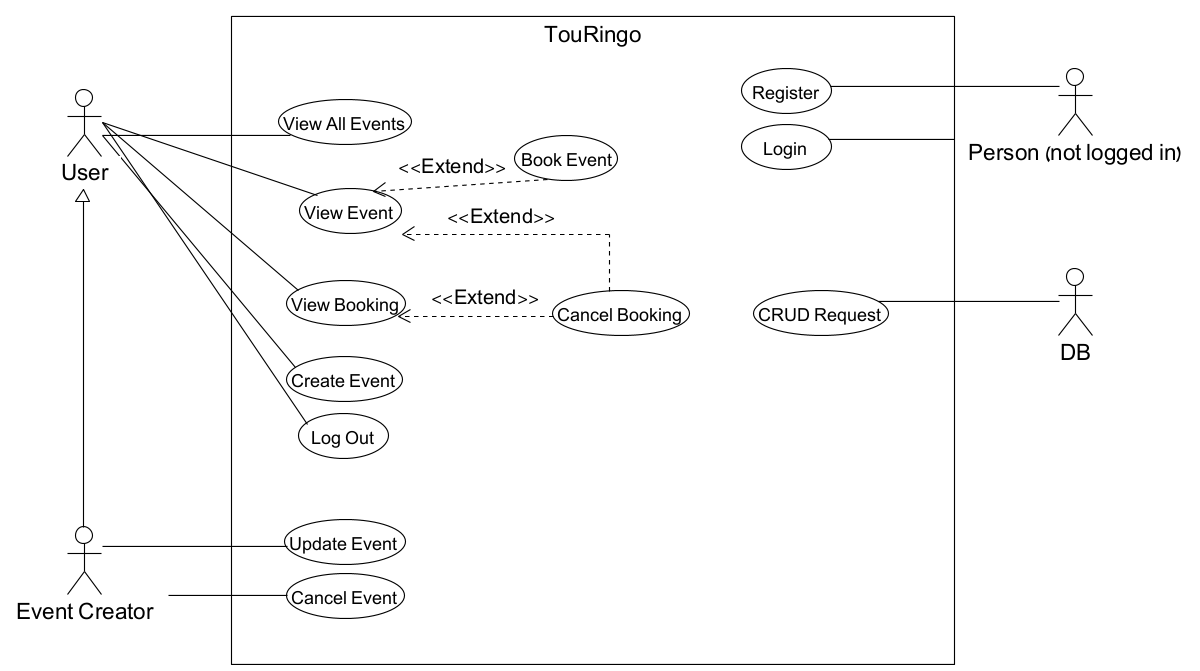 TouRingo
User
View All Events
Register
Login
Person (not logged in)
<<Extend>>
Book Event
View Event
<<Extend>>
View Booking
<<Extend>>
Cancel Booking
CRUD Request
DB
Create Event
Log Out
Update Event
Cancel Event
Event Creator